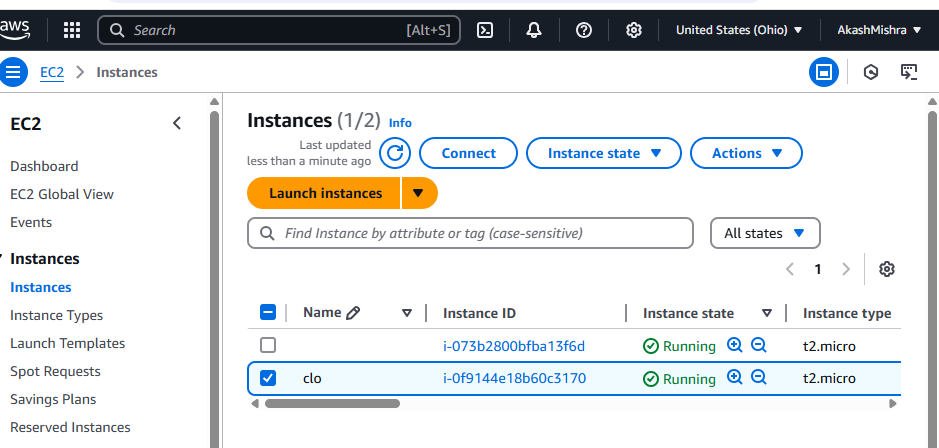 aws Search [Alt+S] United States (Ohio) AkashMishra
EC2 Instances
EC2
Dashboard
EC2 Global View
Events
Instances
Instances
Instance Types
Launch Templates
Spot Requests
Savings Plans
Reserved Instances
Instances (1/2) Info
Last updated
less than a minute ago
Connect Instance state Actions
Launch instances
Find Instance by attribute or tag (case-sensitive) All states
1
Name Instance ID Instance state Instance type
i-073b2800bfba13f6d Running t2.micro
clo i-0f9144e18b60c3170 Running t2.micro